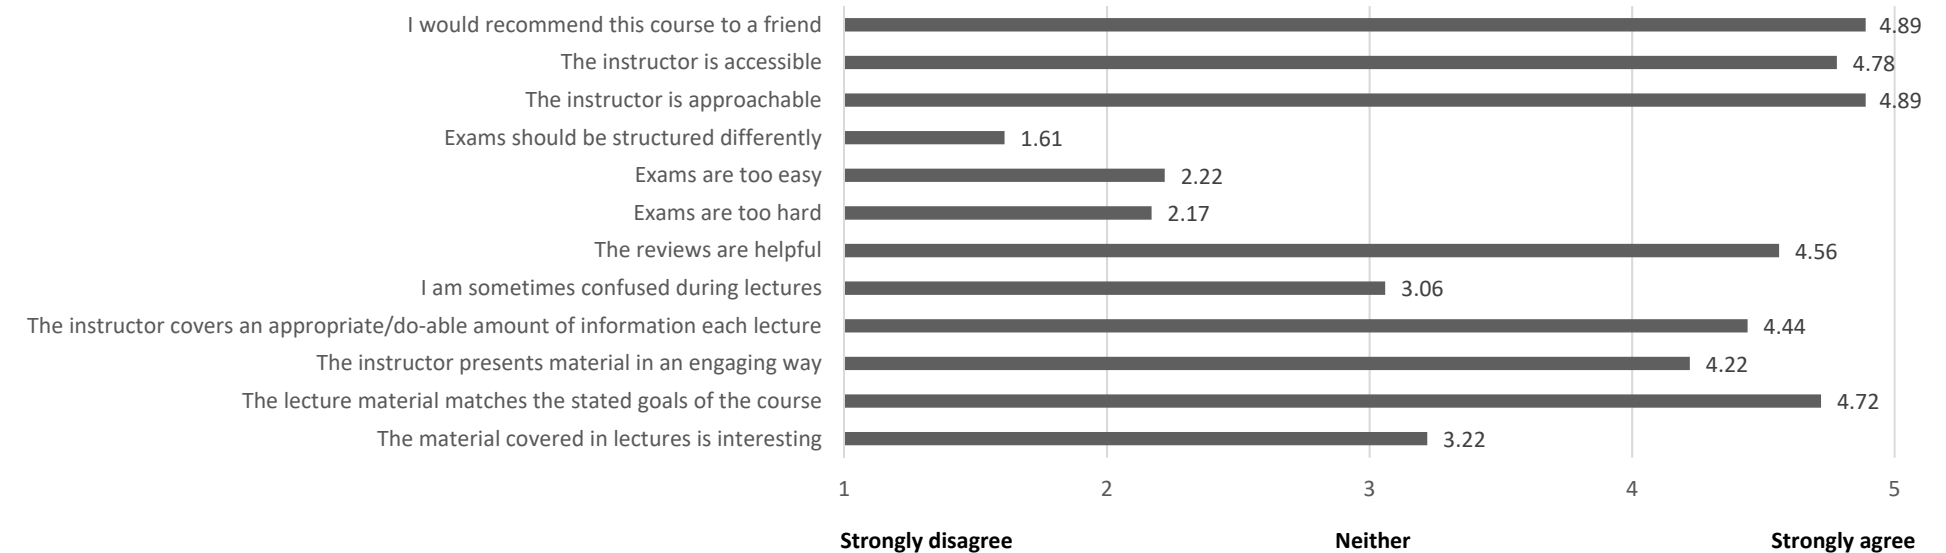 I would recommend this course to a friend 4.89
The instructor is accessible 4.78
The instructor is approachable 4.89
Exams should be structured differently 1.61
Exams are too easy 2.22
Exams are too hard 2.17
The reviews are helpful 4.56
I am sometimes confused during lectures 3.06
The instructor covers an appropriate/do-able amount of information each lecture 4.44
The instructor presents material in an engaging way 4.22
The lecture material matches the stated goals of the course 4.72
The material covered in lectures is interesting 3.22
1 2 3 4 5
Strongly disagree Neither Strongly agree